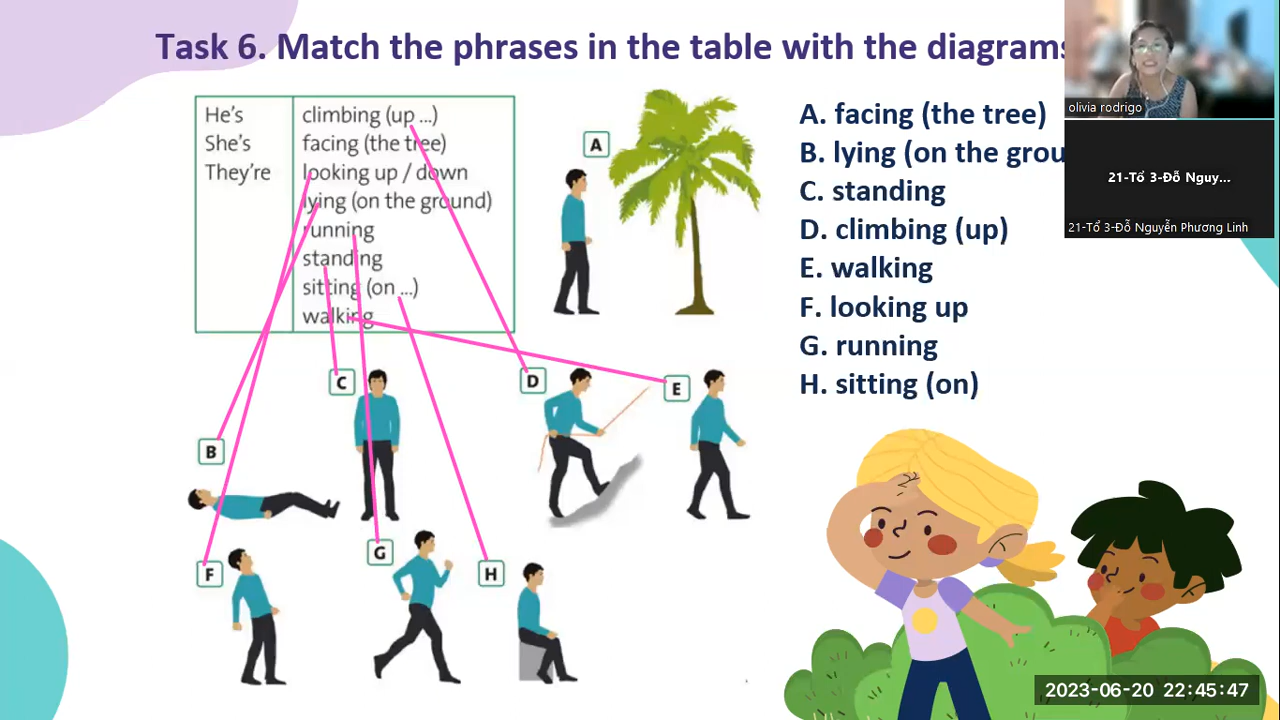 Task 6. Match the phrases in the table with the diagrams
He's
She's
They're
climbing (up ...)
facing (the tree)
looking up / down
lying (on the ground)
running
standing
sitting (on ...)
walking
A
B
C
D
E
F
G
H
A. facing (the tree)
B. lying (on the grou
C. standing
D. climbing (up)
E. walking
F. looking up
G. running
H. sitting (on)
olivia rodrigo
21-Tổ 3-Đỗ Nguy...
21-Tổ 3-Đỗ Nguyễn Phương Linh
2023-06-20 22:45:47